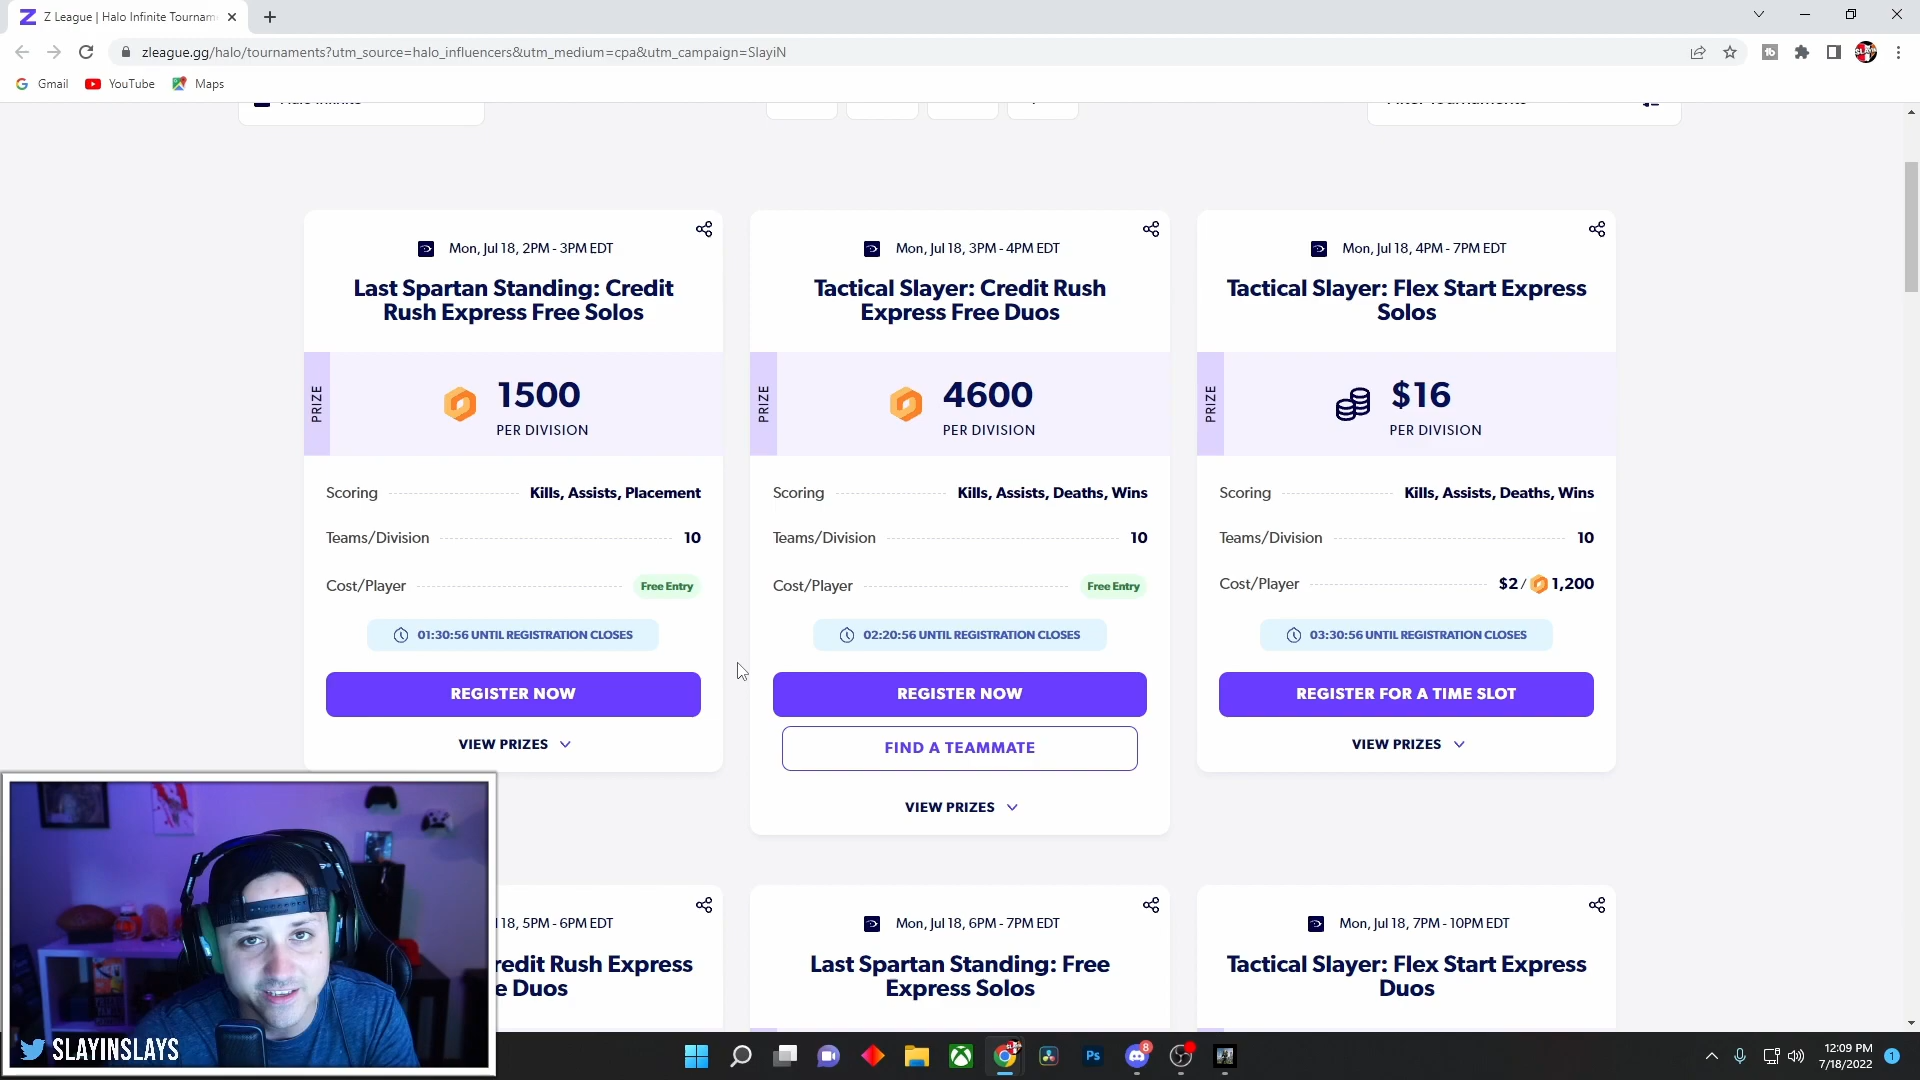 Z League | Halo Infinite Tournam
zleague.gg/halo/tournaments?utm_source=halo_influencers&utm_medium=cpa&utm_campaign=SlayiN
Gmail YouTube Maps
Halo Infinite
Filter Tournaments
Mon, Jul 18, 2PM - 3PM EDT
Last Spartan Standing: Credit
Rush Express Free Solos
PRIZE
1500
PER DIVISION
Scoring Kills, Assists, Placement
Teams/Division 10
Cost/Player Free Entry
01:30:56 UNTIL REGISTRATION CLOSES
REGISTER NOW
VIEW PRIZES
Mon, Jul 18, 3PM - 4PM EDT
Tactical Slayer: Credit Rush
Express Free Duos
PRIZE
4600
PER DIVISION
Scoring Kills, Assists, Deaths, Wins
Teams/Division 10
Cost/Player Free Entry
02:20:56 UNTIL REGISTRATION CLOSES
REGISTER NOW
FIND A TEAMMATE
VIEW PRIZES
Mon, Jul 18, 4PM - 7PM EDT
Tactical Slayer: Flex Start Express
Solos
PRIZE
$16
PER DIVISION
Scoring Kills, Assists, Deaths, Wins
Teams/Division 10
Cost/Player $2 / 1,200
03:30:56 UNTIL REGISTRATION CLOSES
REGISTER FOR A TIME SLOT
VIEW PRIZES
18, 5PM - 6PM EDT
redit Rush Express
e Duos
Mon, Jul 18, 6PM - 7PM EDT
Last Spartan Standing: Free
Express Solos
Mon, Jul 18, 7PM - 10PM EDT
Tactical Slayer: Flex Start Express
Duos
SLAYINSLAYS
Ps
8
12:09 PM
7/18/2022
1